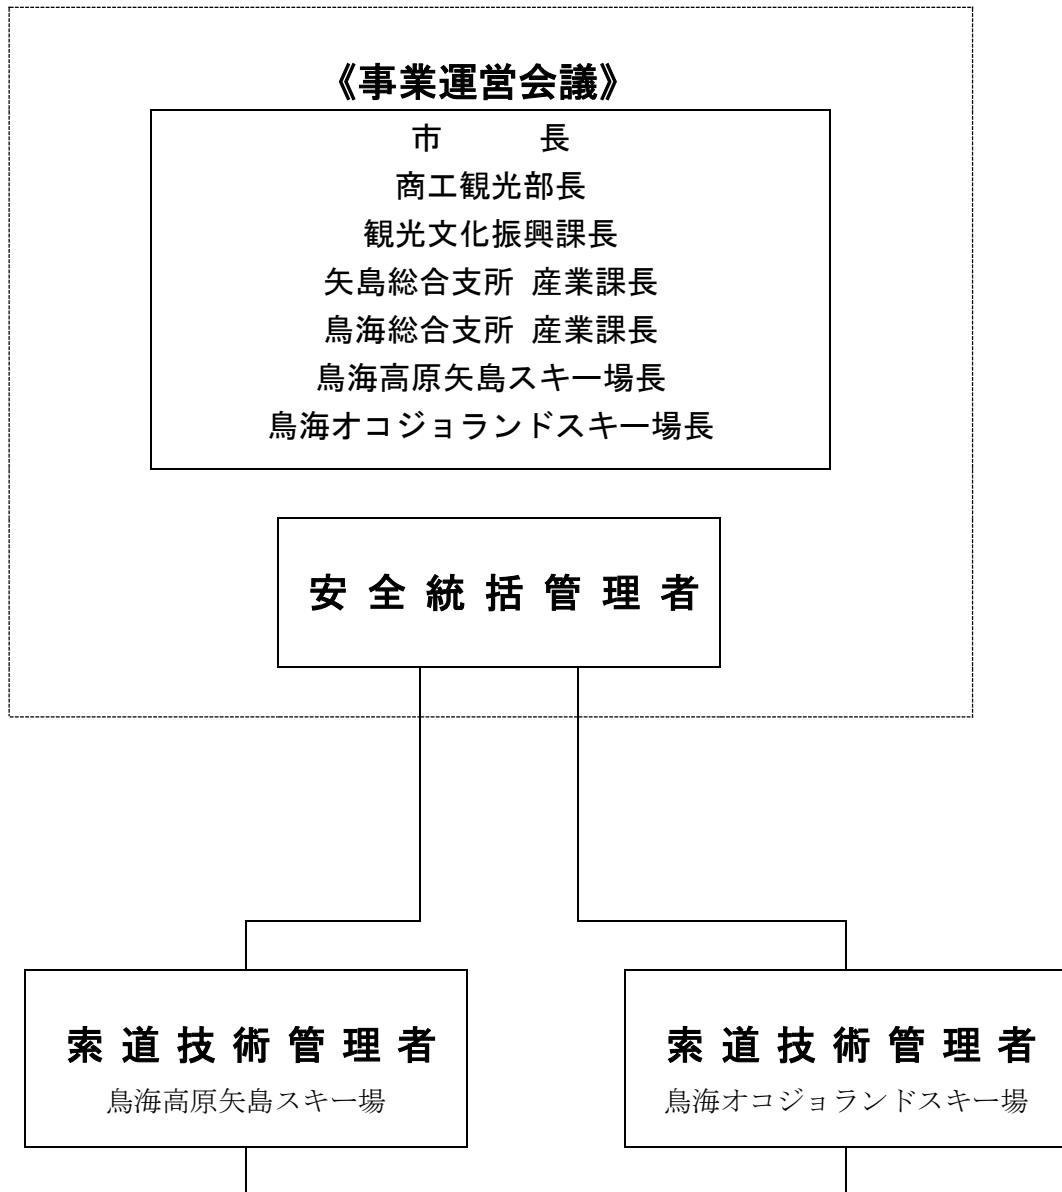 《事業運営会議》
市　　　長
商工観光部長
観光文化振興課長
矢島総合支所 産業課長
鳥海総合支所 産業課長
鳥海高原矢島スキー場長
鳥海オコジョランドスキー場長
安全統括管理者
索道技術管理者
鳥海高原矢島スキー場
索道技術管理者
鳥海オコジョランドスキー場